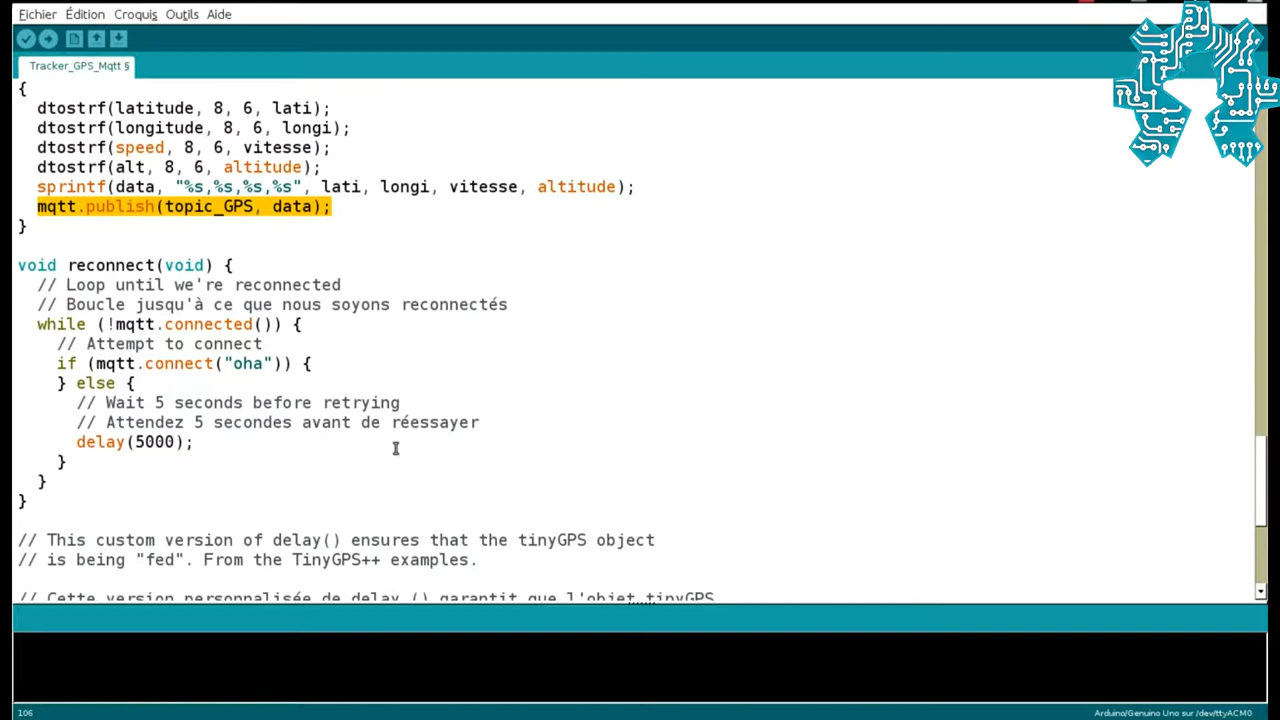 Fichier Édition Croquis Outils Aide
Tracker_GPS_Mqtt §
{
dtostrf(latitude, 8, 6, lati);
dtostrf(longitude, 8, 6, longi);
dtostrf(speed, 8, 6, vitesse);
dtostrf(alt, 8, 6, altitude);
sprintf(data, "%s,%s,%s,%s", lati, longi, vitesse, altitude);
mqtt.publish(topic_GPS, data);
}
void reconnect(void) {
// Loop until we're reconnected
// Boucle jusqu'à ce que nous soyons reconnectés
while (!mqtt.connected()) {
// Attempt to connect
if (mqtt.connect("oha")) {
} else {
// Wait 5 seconds before retrying
// Attendez 5 secondes avant de réessayer
delay(5000);
}
}
}
// This custom version of delay() ensures that the tinyGPS object
// is being "fed". From the TinyGPS++ examples.
// Cette version personnalisée de delay () garantit que l'objet tinyGPS
106
Arduino/Genuino Uno sur /dev/ttyACM0